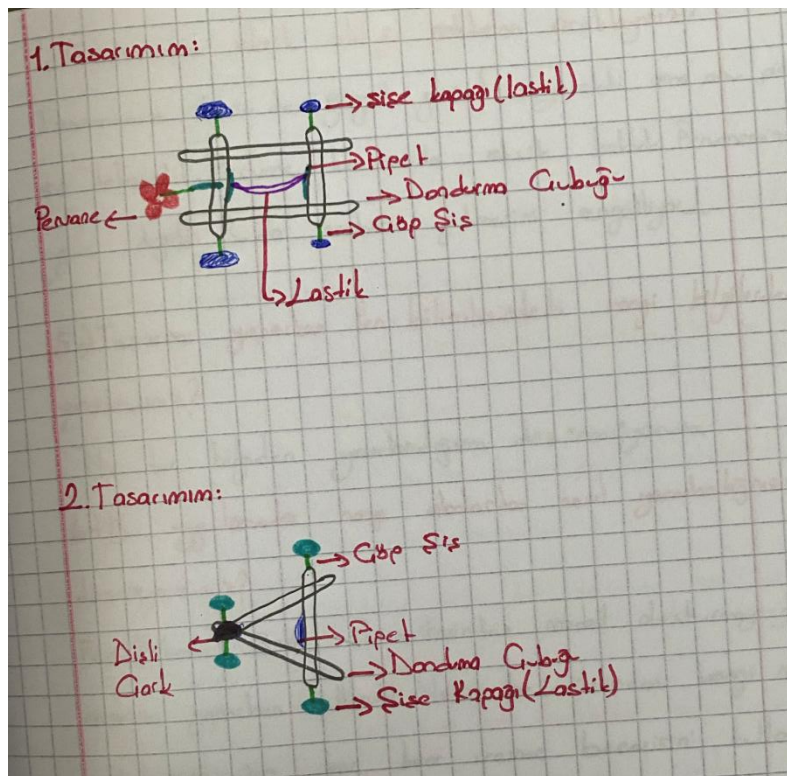 1. Tasarımım:
şişe kapağı (lastik)
Pipet
Dondurma Çubuğu
Çöp Şiş
Pervane
Lastik
2. Tasarımım:
Çöp Şiş
Pipet
Dişli
Çark
Dondurma Çubuğu
Şişe Kapağı (Lastik)